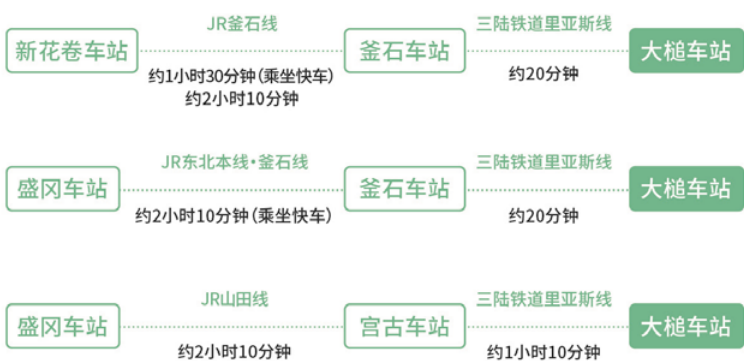 JR釜石线
三陆铁道里亚斯线
新花卷车站
釜石车站
大槌车站
约1小时30分钟(乘坐快车)
约2小时10分钟
约20分钟
JR东北本线·釜石线
三陆铁道里亚斯线
盛冈车站
釜石车站
大槌车站
约2小时10分钟(乘坐快车)
约20分钟
JR山田线
三陆铁道里亚斯线
盛冈车站
宫古车站
大槌车站
约2小时10分钟
约1小时10分钟